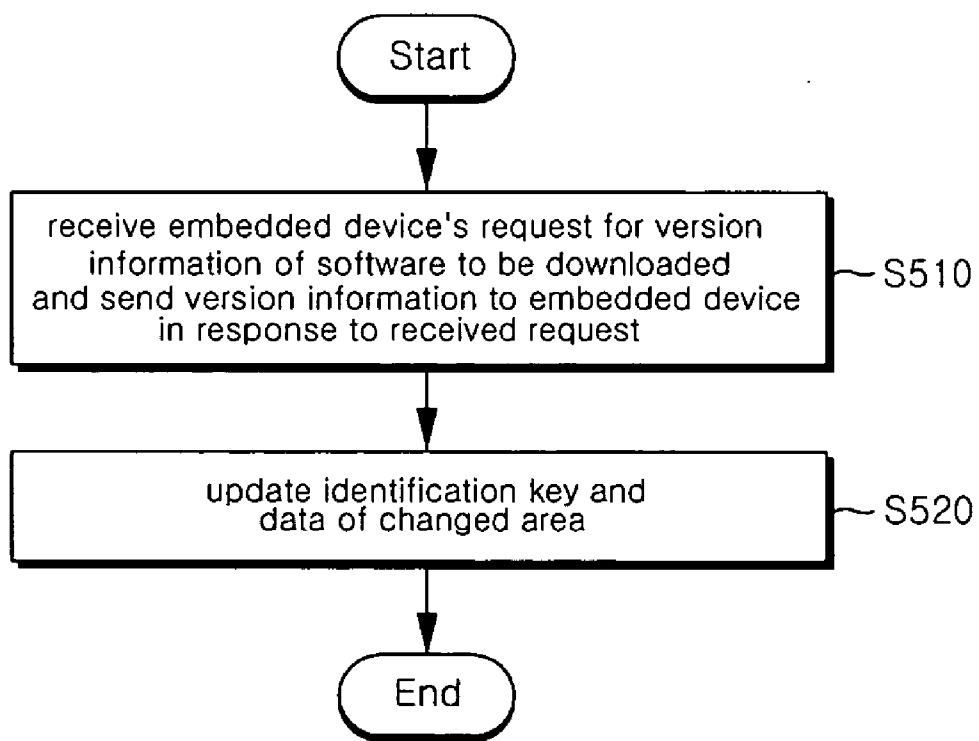 Start
receive embedded device's request for version
information of software to be downloaded
and send version information to embedded device
in response to received request
S510
update identification key and
data of changed area
S520
End